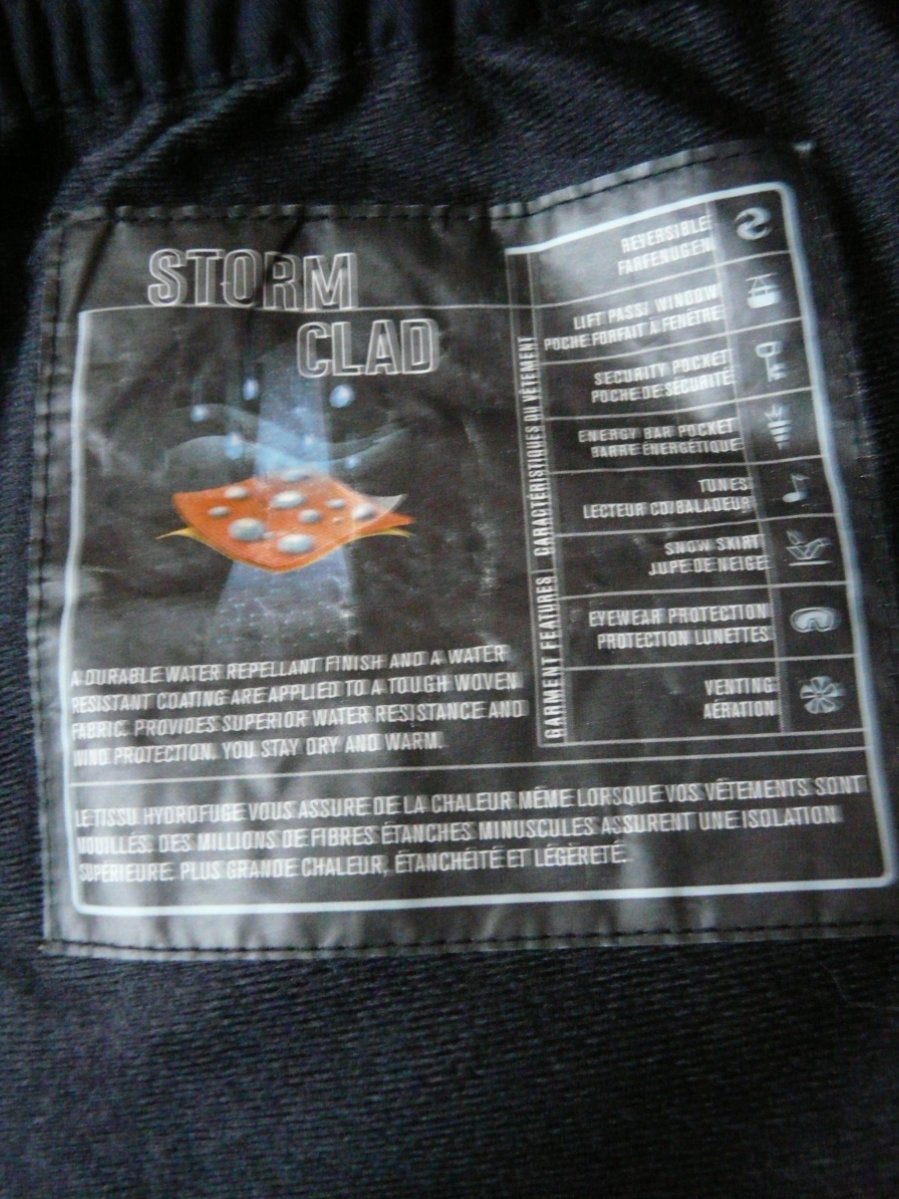 STORM
CLAD
A DURABLE WATER REPELLANT FINISH AND A WATER
RESISTANT COATING ARE APPLIED TO A TOUGH WOVEN
FABRIC. PROVIDES SUPERIOR WATER RESISTANCE AND
WIND PROTECTION. YOU STAY DRY AND WARM.
GARMENT FEATURES | CARACTÉRISTIQUES DU VÊTEMENT
REVERSIBLE
FARFENUGEN
LIFT PASS/ WINDOW
POCHE FORFAIT À FENÊTRE
SECURITY POCKET
POCHE DE SÉCURITÉ
ENERGY BAR POCKET
BARRE ÉNERGÉTIQUE
TUNES
LECTEUR CD/BALADEUR
SNOW SKIRT
JUPE DE NEIGE
EYEWEAR PROTECTION
PROTECTION LUNETTES
VENTING
AÉRATION
LE TISSU HYDROFUGE VOUS ASSURE DE LA CHALEUR MÊME LORSQUE VOS VÊTEMENTS SONT
MOUILLÉS. DES MILLIONS DE FIBRES ÉTANCHES MINUSCULES ASSURENT UNE ISOLATION
SUPÉRIEURE. PLUS GRANDE CHALEUR, ÉTANCHÉITÉ ET LÉGÈRETÉ.